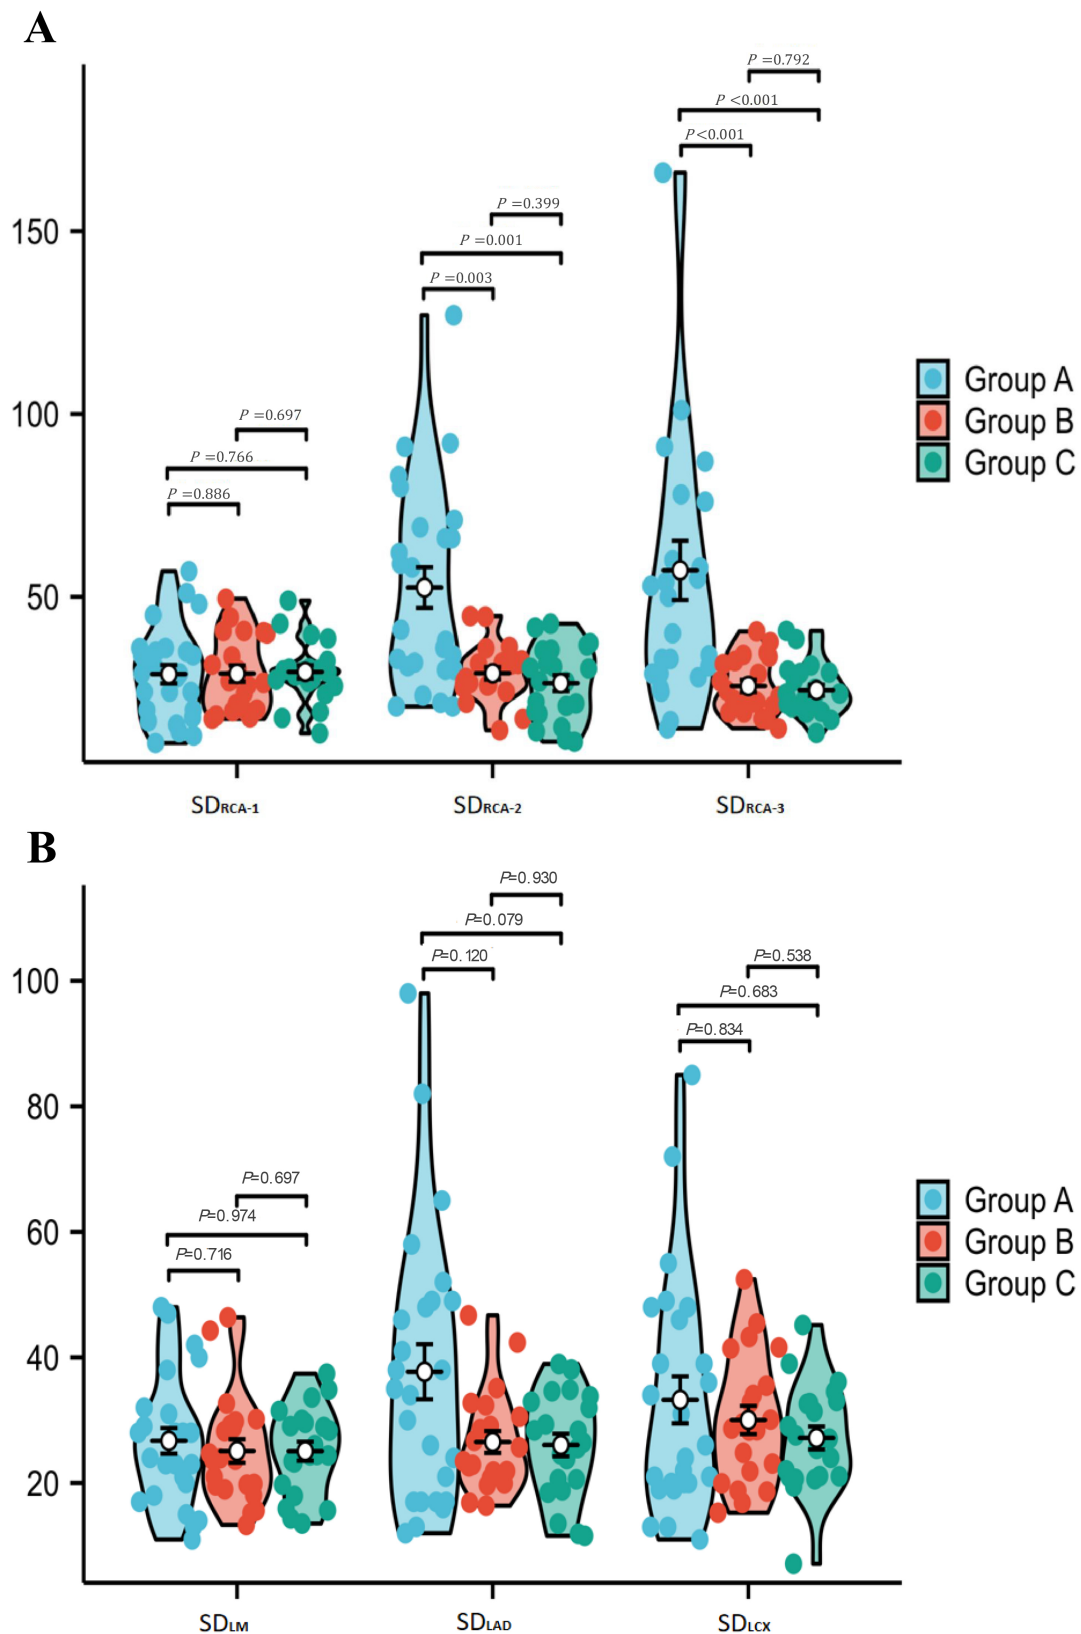 A
P =0.792
P <0.001
P<0.001
150
P =0.399
P =0.001
P =0.003
100
P =0.697
P =0.766
P =0.886
50
Group A
Group B
Group C
SDRCA-1
SDRCA-2
SDRCA-3
B
P=0.930
P=0.079
P=0.120
100
P=0.538
P=0.683
P=0.834
80
P=0.697
P=0.974
P=0.716
60
Group A
Group B
Group C
40
20
SDLM
SDLAD
SDLCX